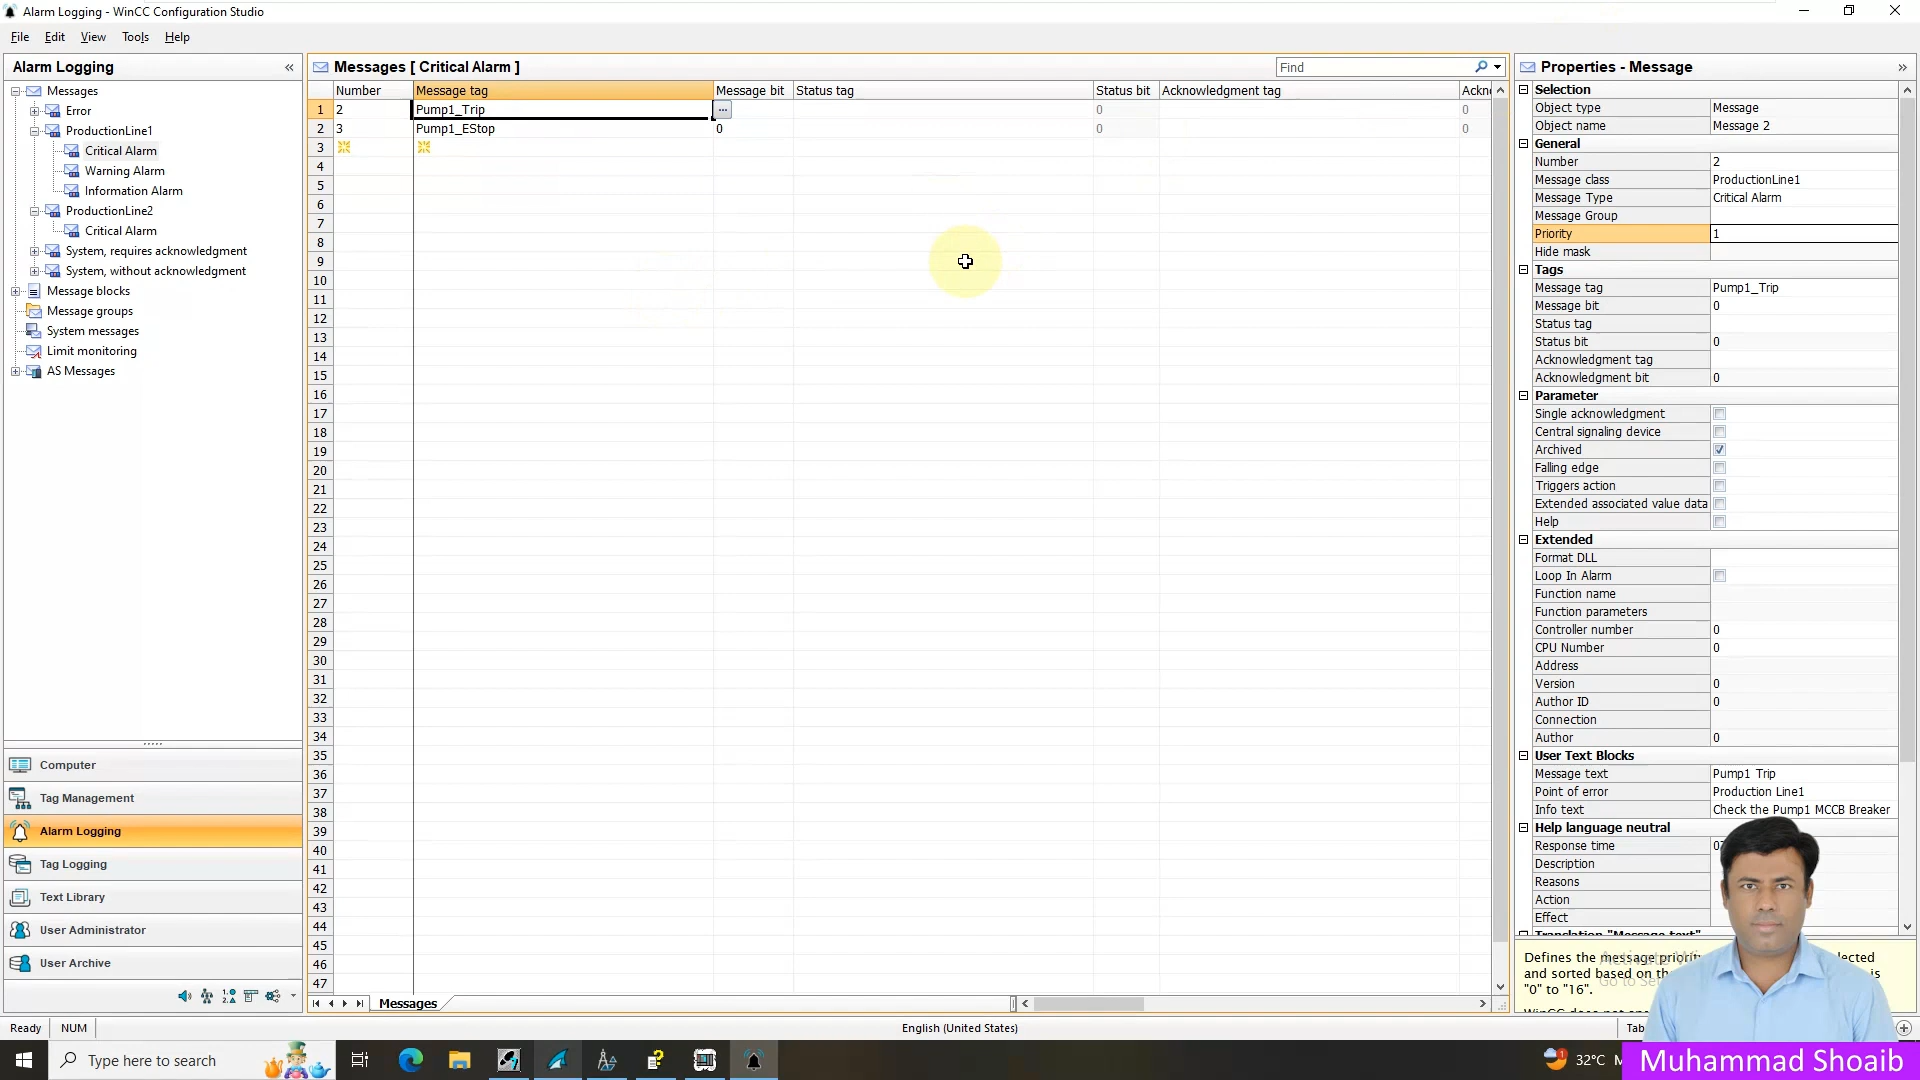 Alarm Logging - WinCC Configuration Studio
File Edit View Tools Help
Alarm Logging «
Messages
Error
ProductionLine1
Critical Alarm
Warning Alarm
Information Alarm
ProductionLine2
Critical Alarm
System, requires acknowledgment
System, without acknowledgment
Message blocks
Message groups
System messages
Limit monitoring
AS Messages
Computer
Tag Management
Alarm Logging
Tag Logging
Text Library
User Administrator
User Archive
Messages [ Critical Alarm ] Find
Number Message tag Message bit Status tag Status bit Acknowledgment tag Ackn
1 2 Pump1_Trip ... 0 0
2 3 Pump1_EStop 0 0 0
3
4
5
6
7
8
9
10
11
12
13
14
15
16
17
18
19
20
21
22
23
24
25
26
27
28
29
30
31
32
33
34
35
36
37
38
39
40
41
42
43
44
45
46
47
Messages
Properties - Message »
Selection
Object type Message
Object name Message 2
General
Number 2
Message class ProductionLine1
Message Type Critical Alarm
Message Group
Priority 1
Hide mask
Tags
Message tag Pump1_Trip
Message bit 0
Status tag
Status bit 0
Acknowledgment tag
Acknowledgment bit 0
Parameter
Single acknowledgment
Central signaling device
Archived
Falling edge
Triggers action
Extended associated value data
Help
Extended
Format DLL
Loop In Alarm
Function name
Function parameters
Controller number 0
CPU Number 0
Address
Version 0
Author ID 0
Connection
Author 0
User Text Blocks
Message text Pump1 Trip
Point of error Production Line1
Info text Check the Pump1 MCCB Breaker
Help language neutral
Response time
Description
Reasons
Action
Effect
Translation "Message text"
Defines the message priority lected
and sorted based on th is
"0" to "16".
Ready NUM English (United States) Tab
Type here to search
32°C
Muhammad Shoaib